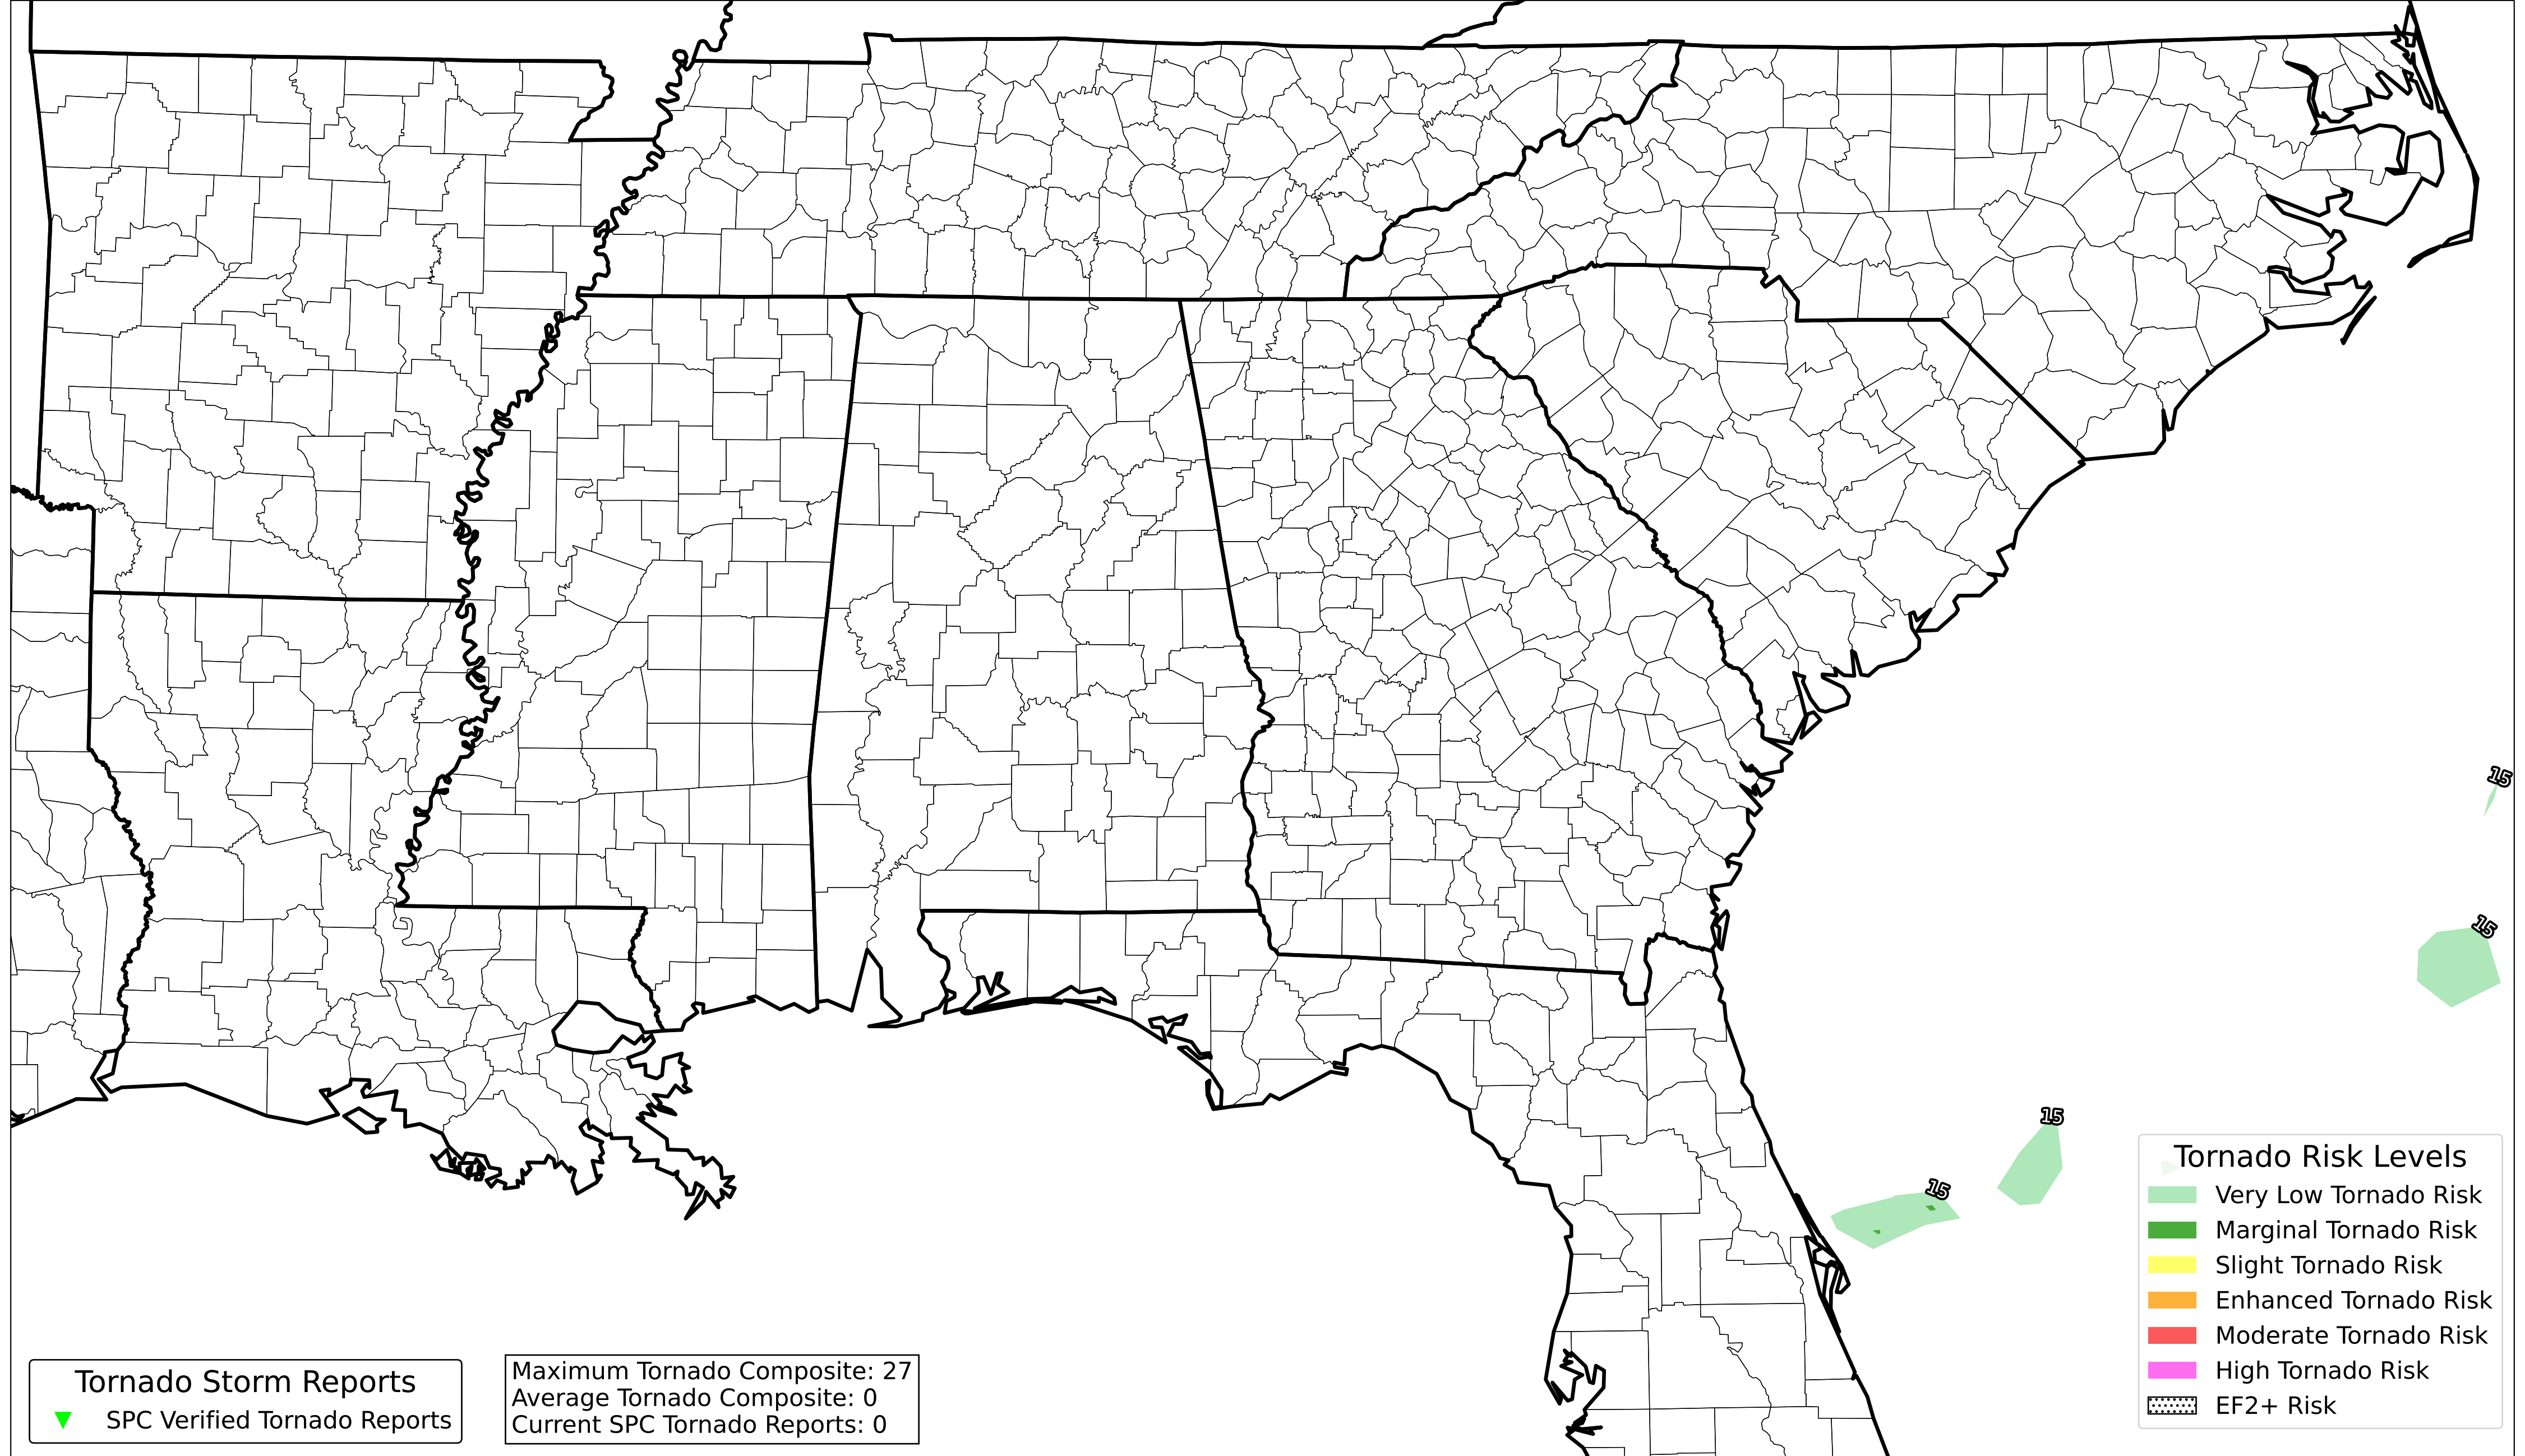 15
15
15
15
Tornado Risk Levels
Very Low Tornado Risk
Marginal Tornado Risk
Slight Tornado Risk
Enhanced Tornado Risk
Moderate Tornado Risk
High Tornado Risk
EF2+ Risk
Tornado Storm Reports
SPC Verified Tornado Reports
Maximum Tornado Composite: 27
Average Tornado Composite: 0
Current SPC Tornado Reports: 0